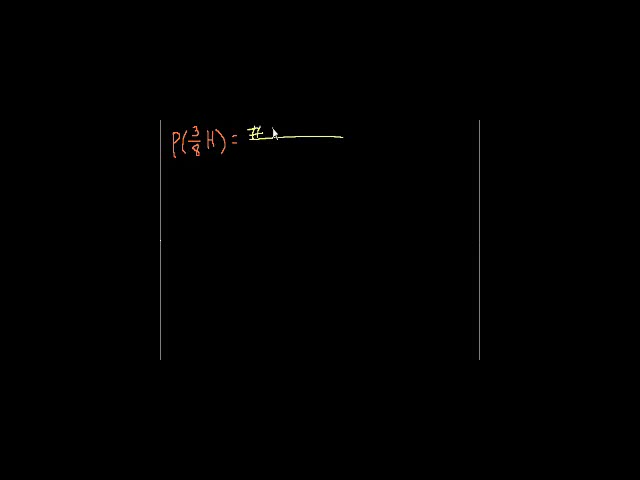 P(3/8 H) = #